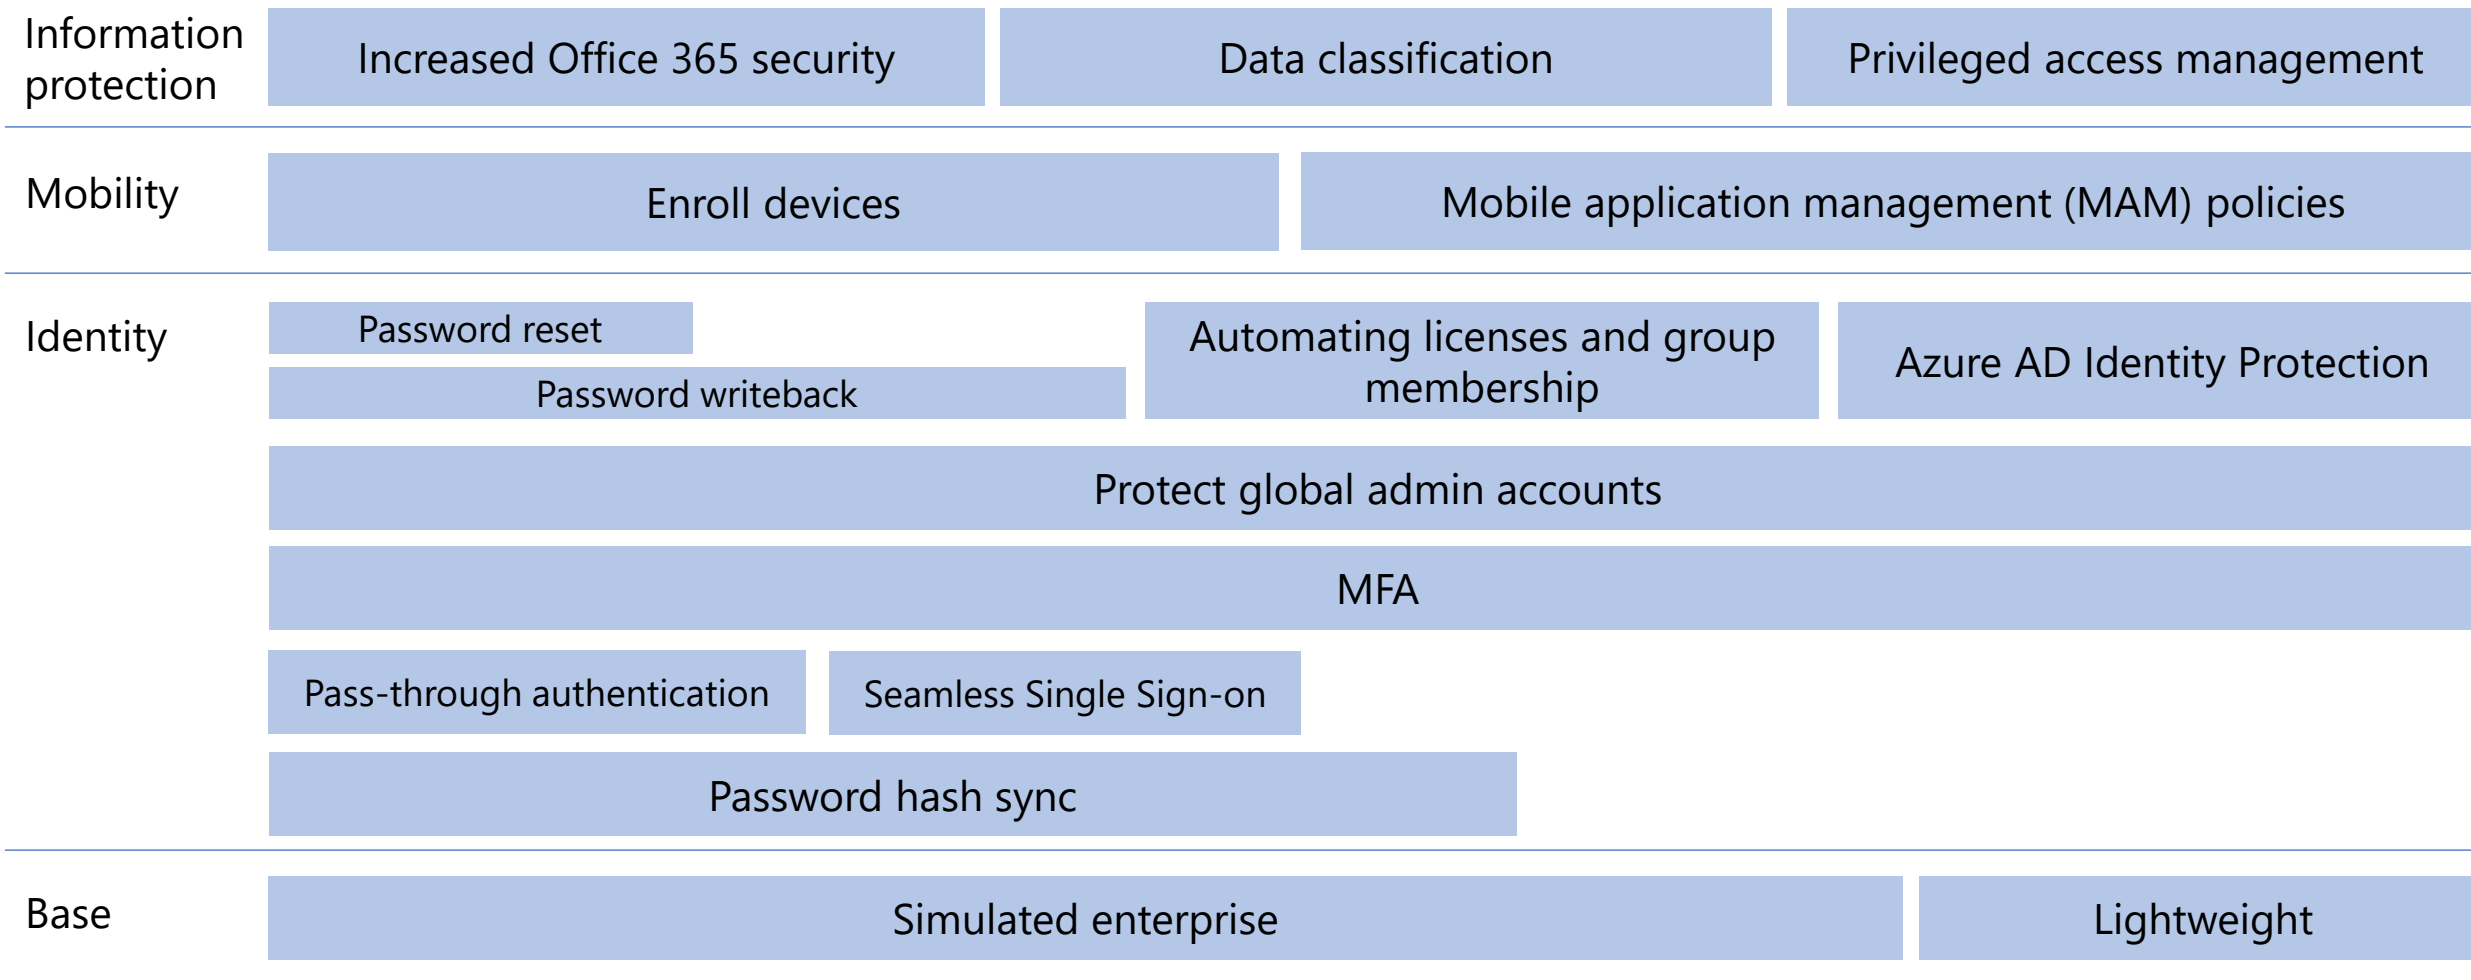 Information
protection
Increased Office 365 security
Data classification
Privileged access management
Mobility
Enroll devices
Mobile application management (MAM) policies
Identity
Password reset
Password writeback
Automating licenses and group
membership
Azure AD Identity Protection
Protect global admin accounts
MFA
Pass-through authentication
Seamless Single Sign-on
Password hash sync
Base
Simulated enterprise
Lightweight